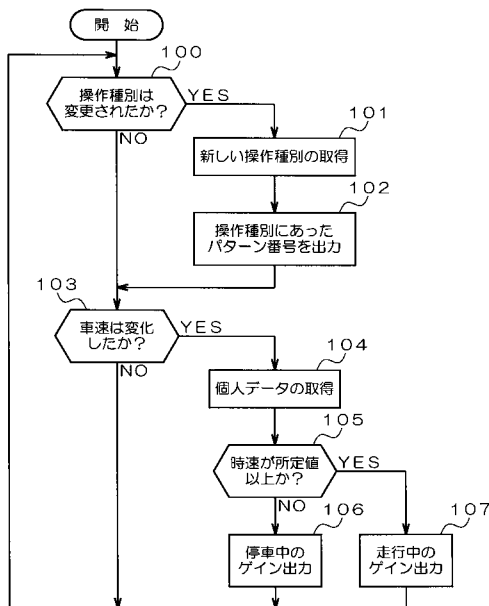 開始
100
操作種別は
変更されたか?
YES
NO
101
新しい操作種別の取得
102
操作種別にあった
パターン番号を出力
103
車速は変化
したか?
YES
NO
104
個人データの取得
105
時速が所定値
以上か?
YES
NO
106
停車中の
ゲイン出力
107
走行中の
ゲイン出力